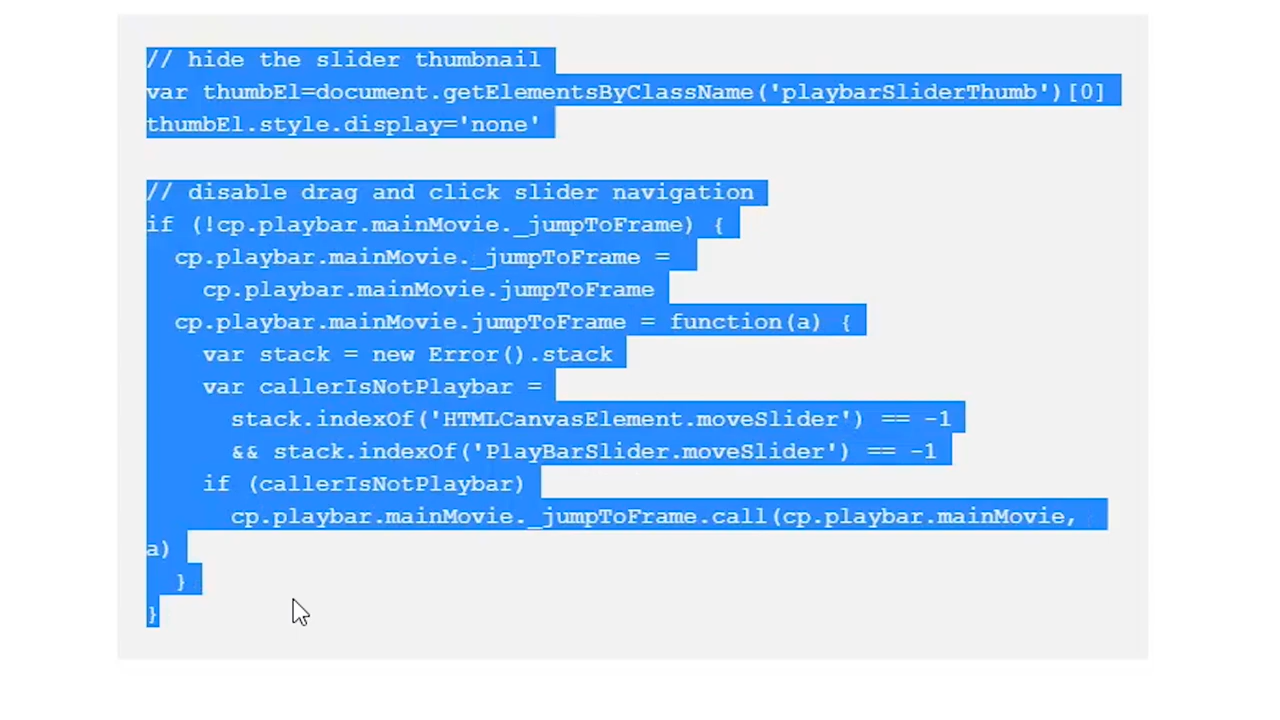 // hide the slider thumbnail
var thumbEl=document.getElementsByClassName('playbarSliderThumb')[0]
thumbEl.style.display='none'
// disable drag and click slider navigation
if (!cp.playbar.mainMovie._jumpToFrame) {
cp.playbar.mainMovie._jumpToFrame =
cp.playbar.mainMovie.jumpToFrame
cp.playbar.mainMovie.jumpToFrame = function(a) {
var stack = new Error().stack
var callerIsNotPlaybar =
stack.indexOf('HTMLCanvasElement.moveSlider') == -1
&& stack.indexOf('PlayBarSlider.moveSlider') == -1
if (callerIsNotPlaybar)
cp.playbar.mainMovie._jumpToFrame.call(cp.playbar.mainMovie,
a)
}
}